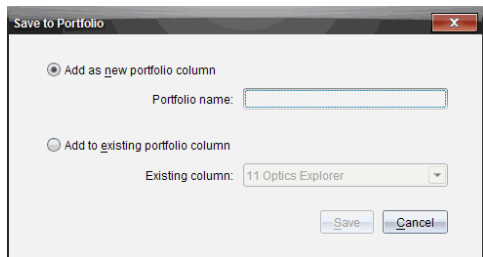 Save to Portfolio
Add as new portfolio column
Portfolio name:
Add to existing portfolio column
Existing column: 11 Optics Explorer
Save Cancel